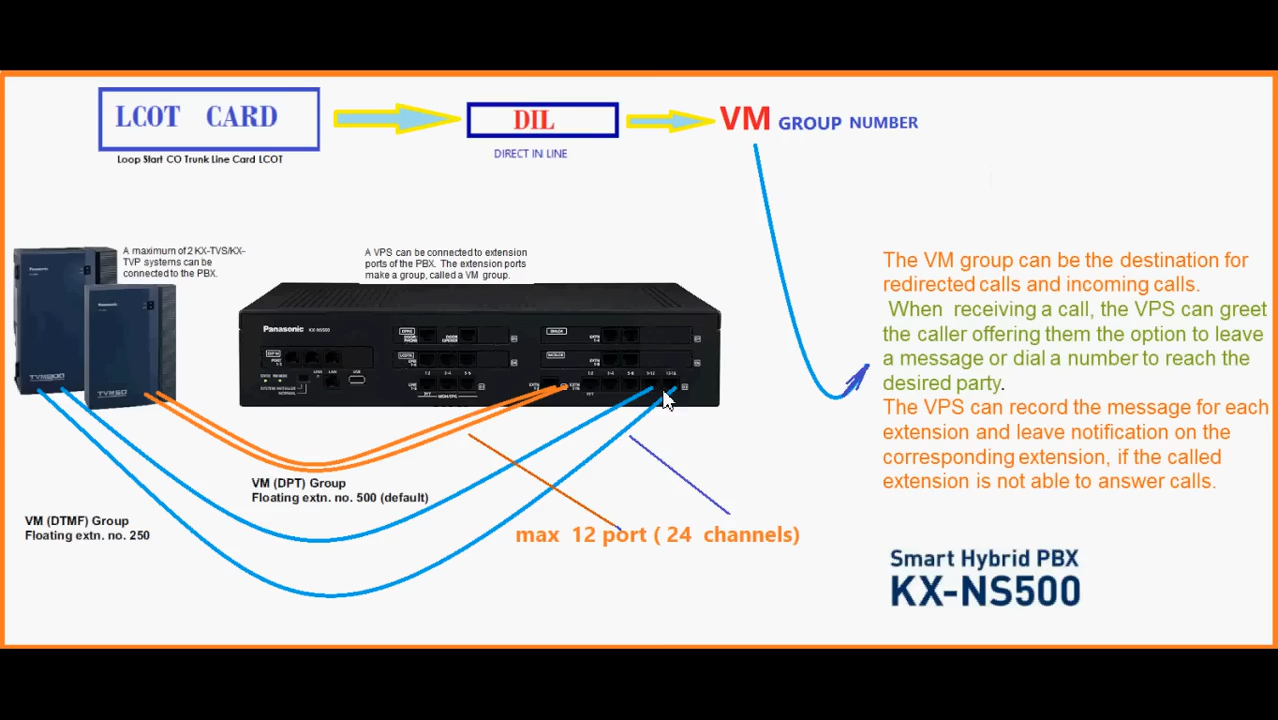 LCOT CARD
Loop Start CO Trunk Line Card LCOT
DIL
DIRECT IN LINE
VM GROUP NUMBER
A maximum of 2 KX-TVS/KX-
TVP systems can be
connected to the PBX.
A VPS can be connected to extension
ports of the PBX. The extension ports
make a group, called a VM group.
Panasonic
Panasonic
Panasonic KX-NS500
TVM50
VM (DPT) Group
Floating extn. no. 500 (default)
VM (DTMF) Group
Floating extn. no. 250
max 12 port ( 24 channels)
The VM group can be the destination for
redirected calls and incoming calls.
When receiving a call, the VPS can greet
the caller offering them the option to leave
a message or dial a number to reach the
desired party.
The VPS can record the message for each
extension and leave notification on the
corresponding extension, if the called
extension is not able to answer calls.
Smart Hybrid PBX
KX-NS500